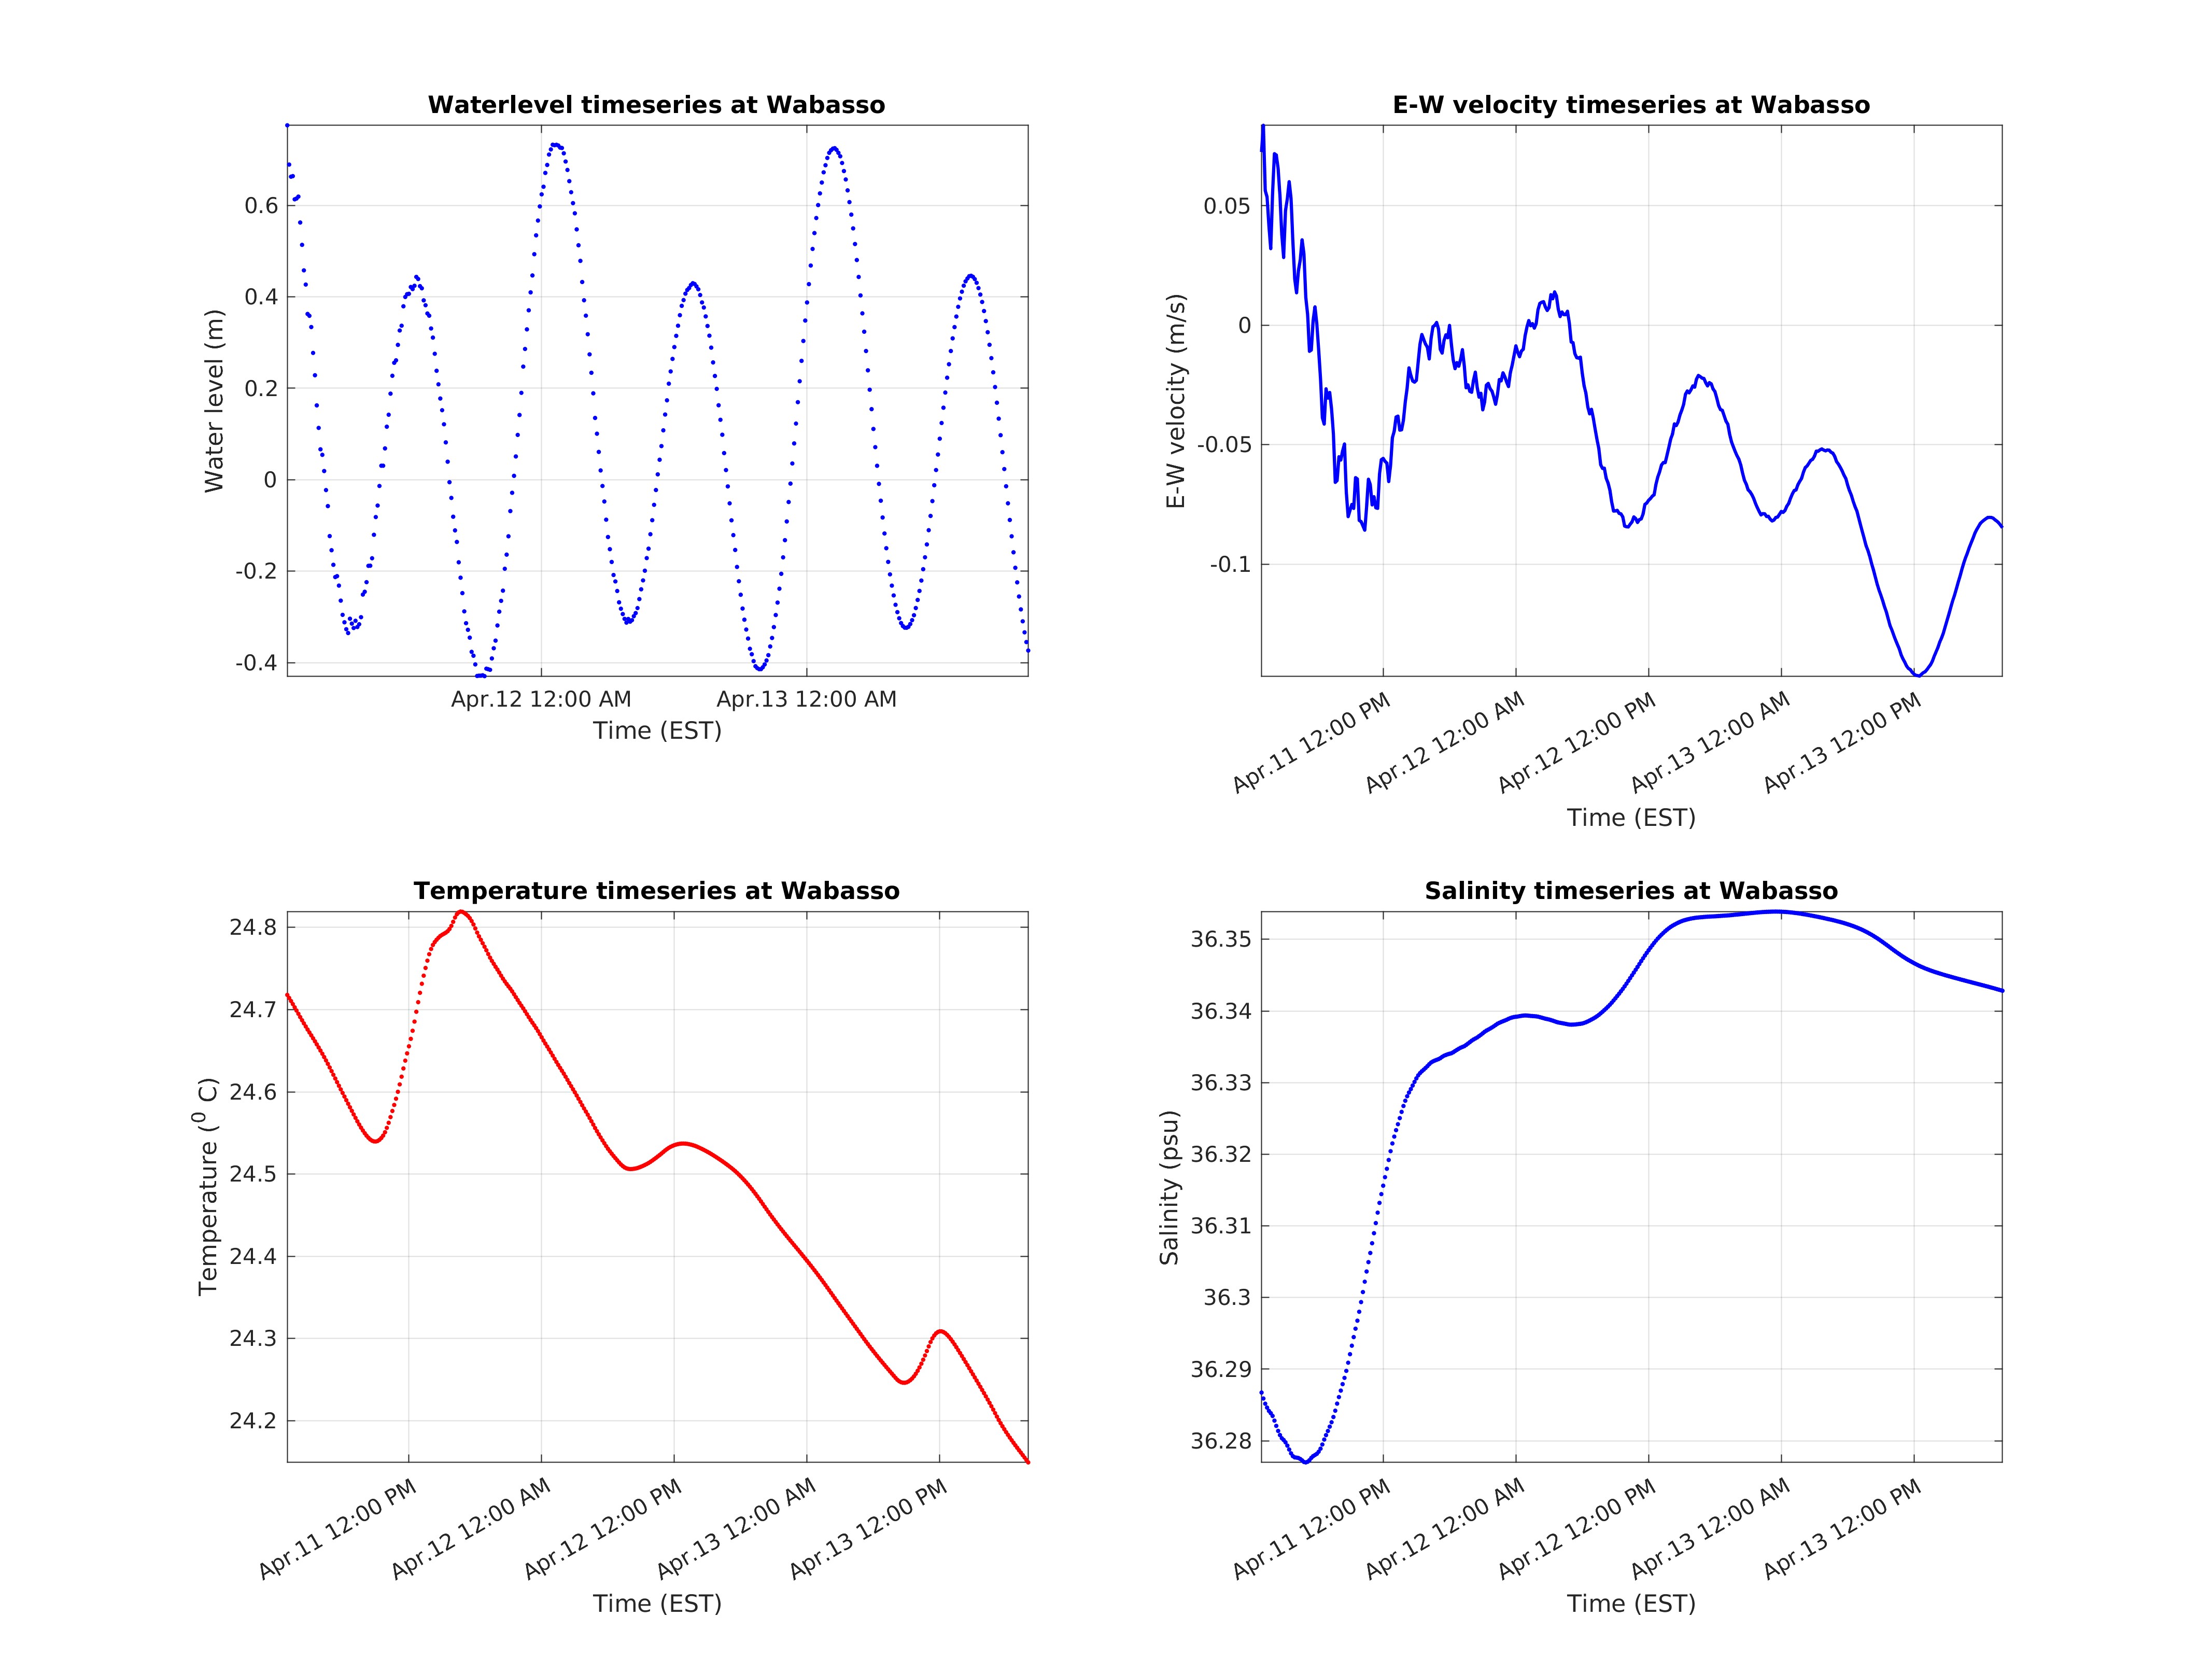 Waterlevel timeseries at Wabasso
Water level (m)
0.6
0.4
0.2
0
-0.2
-0.4
Apr.12 12:00 AM
Apr.13 12:00 AM
Time (EST)
E-W velocity timeseries at Wabasso
E-W velocity (m/s)
0.05
0
-0.05
-0.1
Apr.11 12:00 PM
Apr.12 12:00 AM
Apr.12 12:00 PM
Apr.13 12:00 AM
Apr.13 12:00 PM
Time (EST)
Temperature timeseries at Wabasso
Temperature (⁰ C)
24.8
24.7
24.6
24.5
24.4
24.3
24.2
Apr.11 12:00 PM
Apr.12 12:00 AM
Apr.12 12:00 PM
Apr.13 12:00 AM
Apr.13 12:00 PM
Time (EST)
Salinity timeseries at Wabasso
Salinity (psu)
36.35
36.34
36.33
36.32
36.31
36.3
36.29
36.28
Apr.11 12:00 PM
Apr.12 12:00 AM
Apr.12 12:00 PM
Apr.13 12:00 AM
Apr.13 12:00 PM
Time (EST)